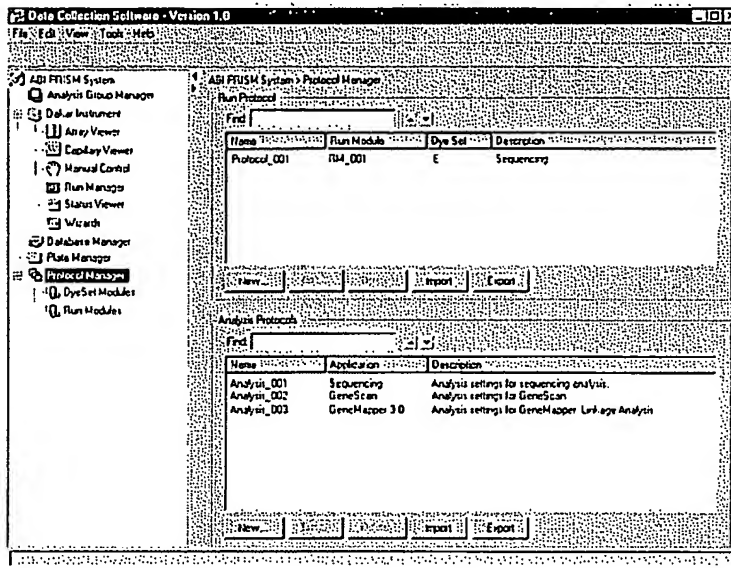 Data Collection Software - Version 1.0
File Edit View Tools Help
ABI PRISM System
Analysis Group Manager
Dakar Instrument
Array Viewer
Capillary Viewer
Manual Control
Run Manager
Status Viewer
Wizards
Database Manager
Plate Manager
Protocol Manager
DyeSet Modules
Run Modules
ABI PRISM System > Protocol Manager
Run Protocol
Find
Name Run Module Dye Set Description
Protocol_001 RM_001 E Sequencing
New... Import Export
Analysis Protocols
Find
Name Application Description
Analysis_001 Sequencing Analysis settings for sequencing analysis.
Analysis_002 GeneScan Analysis settings for GeneScan
Analysis_003 GeneMapper 3.0 Analysis settings for GeneMapper Linkage Analysis
New... Import Export